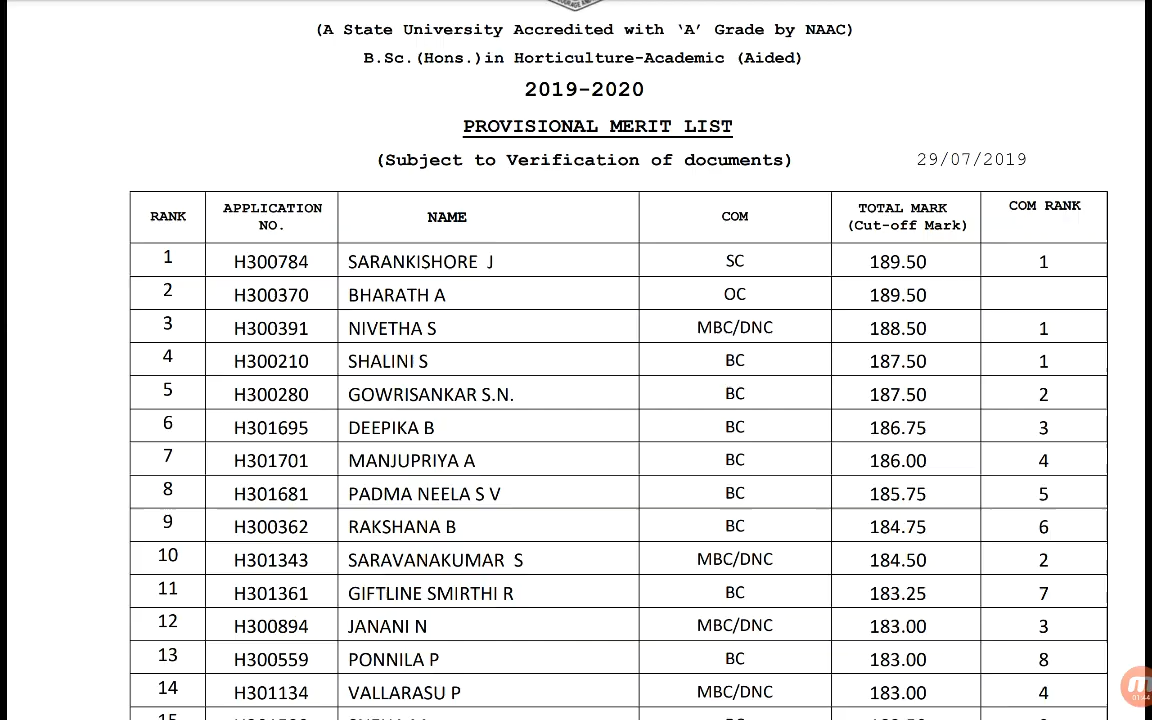 (A State University Accredited with ‘A’ Grade by NAAC)
B.Sc.(Hons.)in Horticulture-Academic (Aided)
2019-2020
PROVISIONAL MERIT LIST
(Subject to Verification of documents) 29/07/2019
RANK APPLICATION NO. NAME COM TOTAL MARK (Cut-off Mark) COM RANK
1 H300784 SARANKISHORE J SC 189.50 1
2 H300370 BHARATH A OC 189.50
3 H300391 NIVETHA S MBC/DNC 188.50 1
4 H300210 SHALINI S BC 187.50 1
5 H300280 GOWRISANKAR S.N. BC 187.50 2
6 H301695 DEEPIKA B BC 186.75 3
7 H301701 MANJUPRIYA A BC 186.00 4
8 H301681 PADMA NEELA S V BC 185.75 5
9 H300362 RAKSHANA B BC 184.75 6
10 H301343 SARAVANAKUMAR S MBC/DNC 184.50 2
11 H301361 GIFTLINE SMIRTHI R BC 183.25 7
12 H300894 JANANI N MBC/DNC 183.00 3
13 H300559 PONNILA P BC 183.00 8
14 H301134 VALLARASU P MBC/DNC 183.00 4
15
01:44